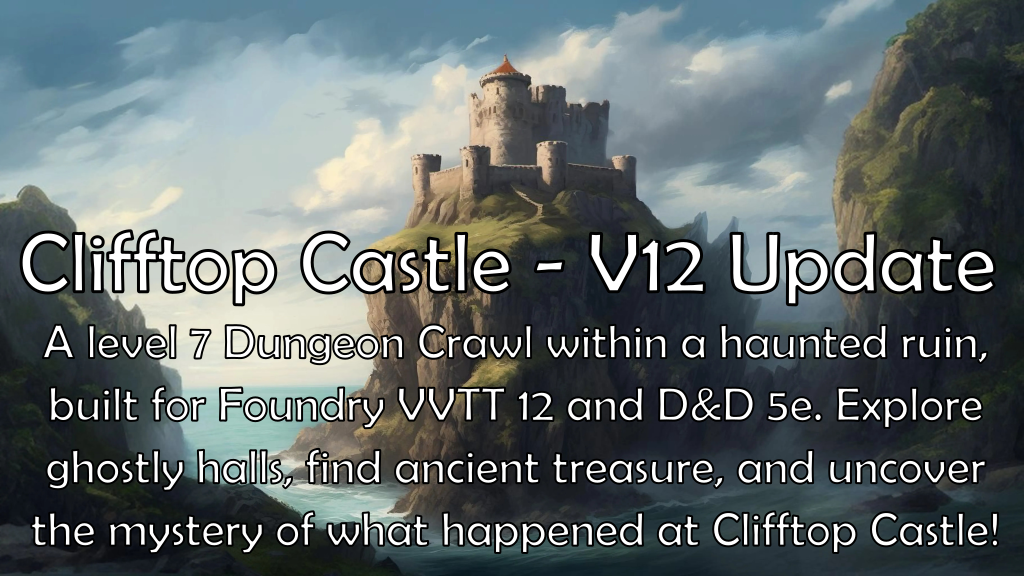 Clifftop Castle - V12 Update
A level 7 Dungeon Crawl within a haunted ruin,
built for Foundry VVTT 12 and D&D 5e. Explore
ghostly halls, find ancient treasure, and uncover
the mystery of what happened at Clifftop Castle!